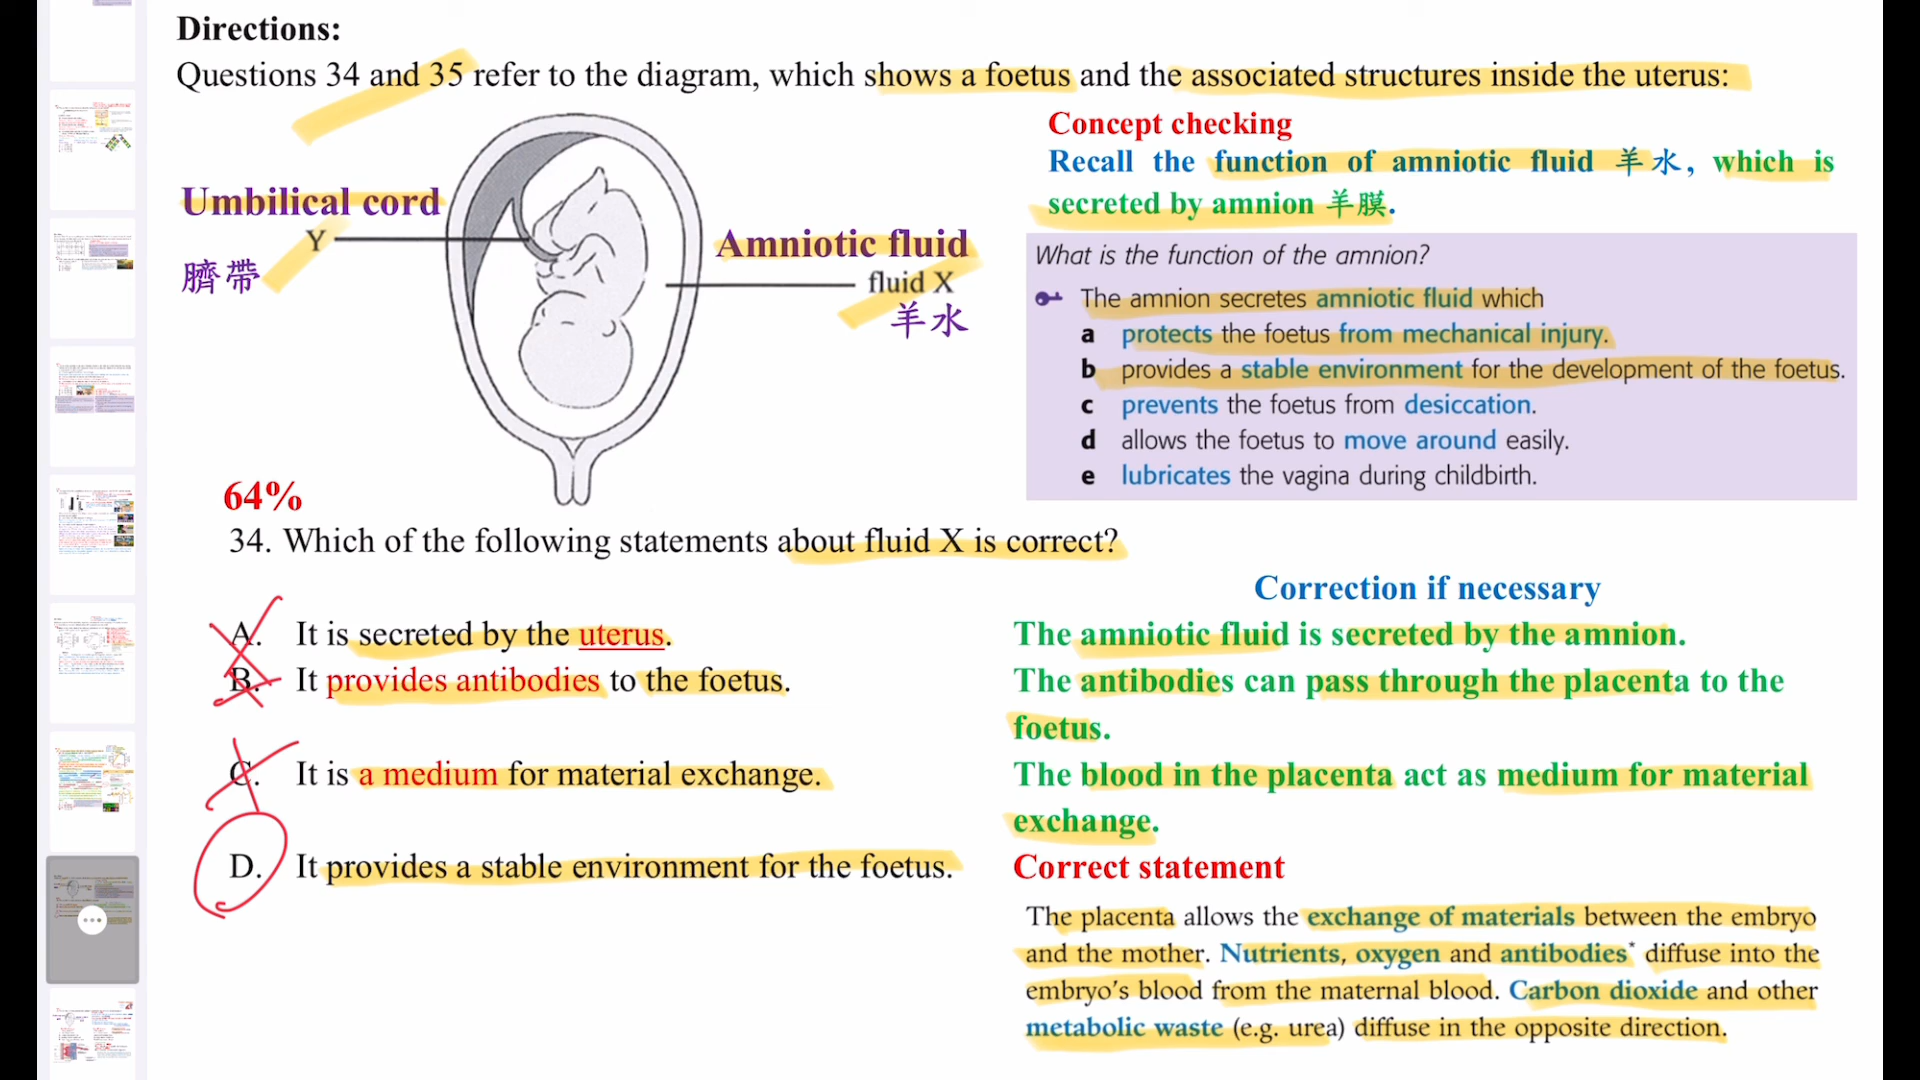 Directions:
Questions 34 and 35 refer to the diagram, which shows a foetus and the associated structures inside the uterus:
Umbilical cord
Y
臍帶
Amniotic fluid
fluid X
羊水
Concept checking
Recall the function of amniotic fluid 羊水, which is
secreted by amnion 羊膜.
What is the function of the amnion?
The amnion secretes amniotic fluid which
a protects the foetus from mechanical injury.
b provides a stable environment for the development of the foetus.
c prevents the foetus from desiccation.
d allows the foetus to move around easily.
e lubricates the vagina during childbirth.
64%
34. Which of the following statements about fluid X is correct?
Correction if necessary
A. It is secreted by the uterus.
The amniotic fluid is secreted by the amnion.
B. It provides antibodies to the foetus.
The antibodies can pass through the placenta to the
foetus.
C. It is a medium for material exchange.
The blood in the placenta act as medium for material
exchange.
D. It provides a stable environment for the foetus.
Correct statement
The placenta allows the exchange of materials between the embryo
and the mother. Nutrients, oxygen and antibodies* diffuse into the
embryo's blood from the maternal blood. Carbon dioxide and other
metabolic waste (e.g. urea) diffuse in the opposite direction.